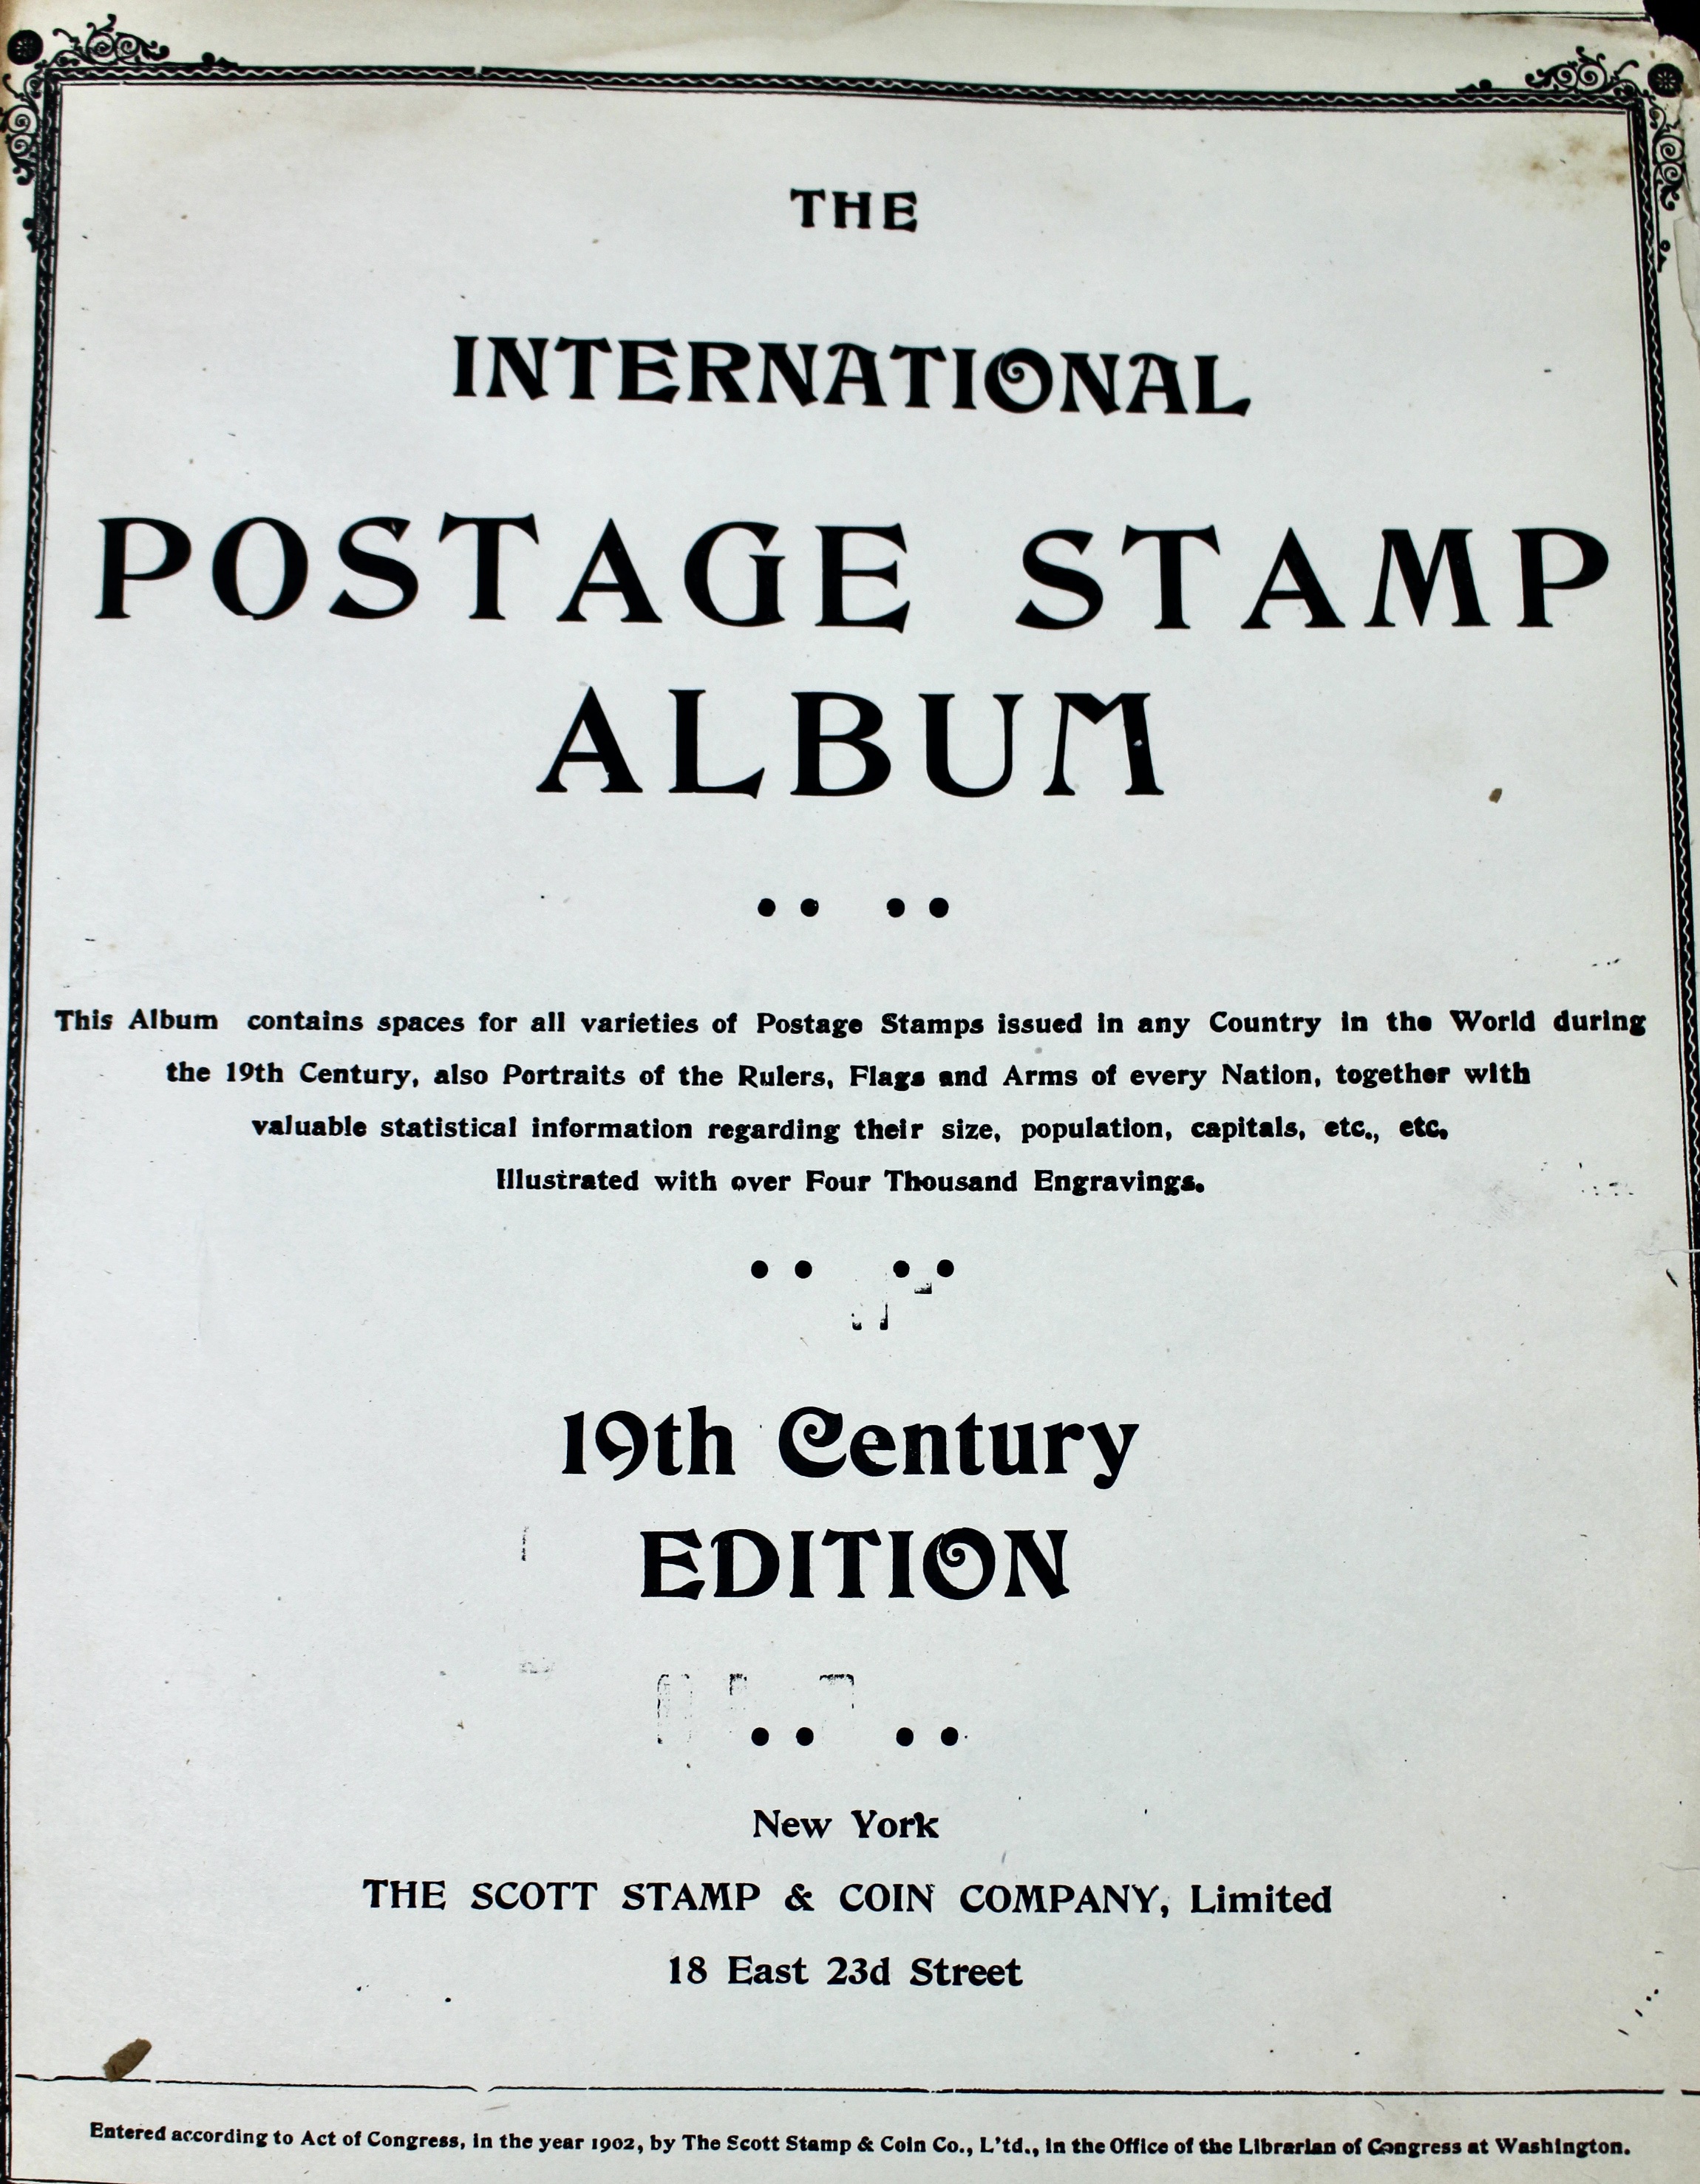 THE
INTERNATIONAL
POSTAGE STAMP
ALBUM
This Album contains spaces for all varieties of Postage Stamps issued in any Country in the World during
the 19th Century, also Portraits of the Rulers, Flags and Arms of every Nation, together with
valuable statistical information regarding their size, population, capitals, etc., etc.
Illustrated with over Four Thousand Engravings.
19th Century
EDITION
New York
THE SCOTT STAMP & COIN COMPANY, Limited
18 East 23d Street
Entered according to Act of Congress, in the year 1902, by The Scott Stamp & Coin Co., L'td., in the Office of the Librarian of Congress at Washington.